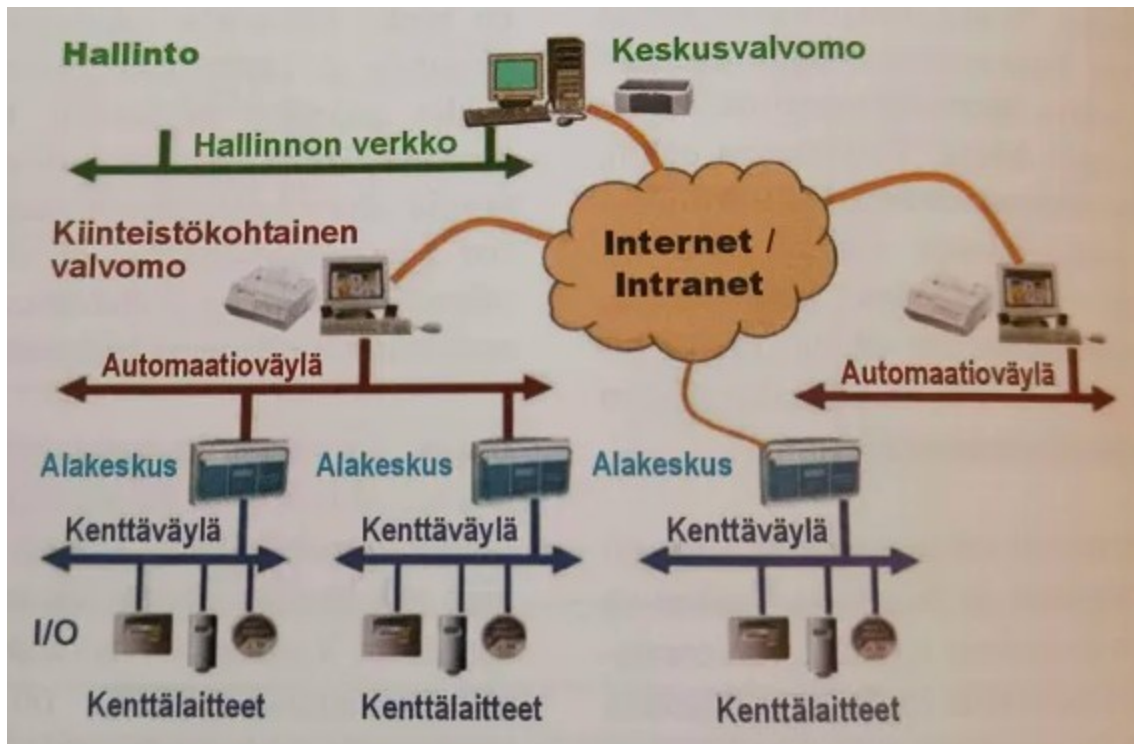 Hallinto
Keskusvalvomo
Hallinnon verkko
Kiinteistökohtainen
valvomo
Internet /
Intranet
Automaatioväylä
Automaatioväylä
Alakeskus
Alakeskus
Alakeskus
Kenttäväylä
Kenttäväylä
Kenttäväylä
I/O
Kenttälaitteet
Kenttälaitteet
Kenttälaitteet